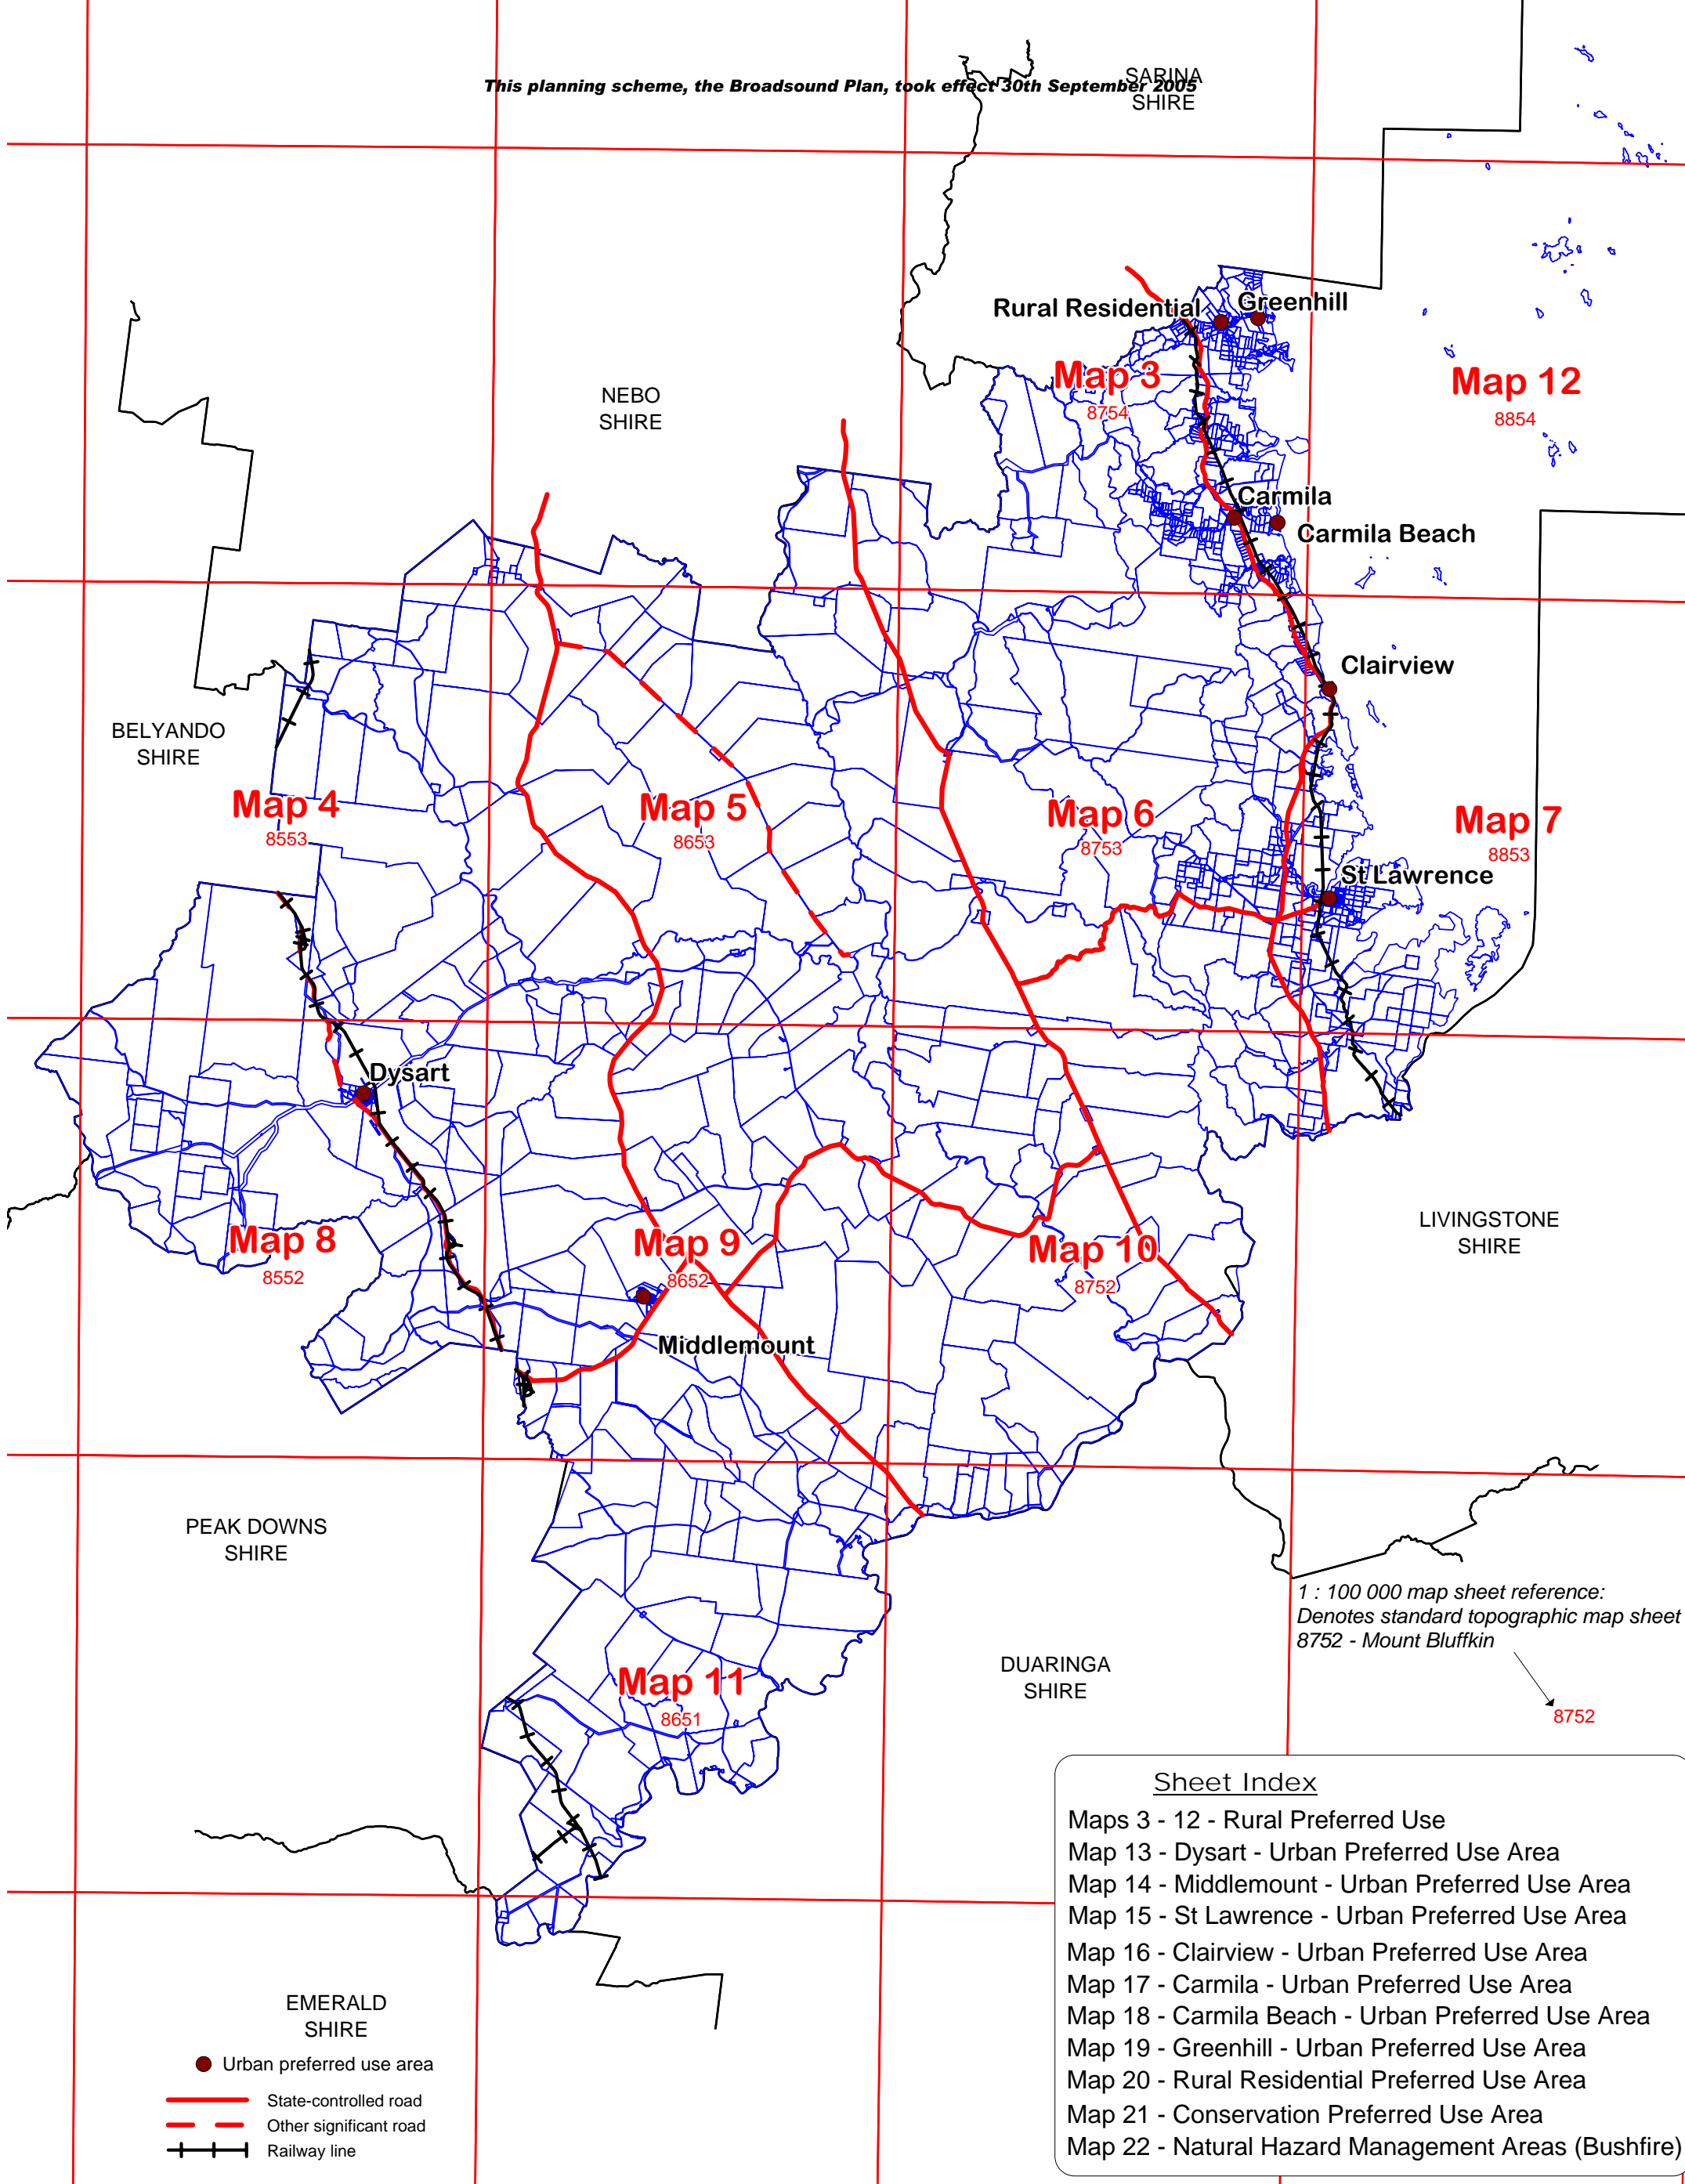 This planning scheme, the Broadsound Plan, took effect 30th September 2005
SARINA
SHIRE
Rural Residential
Greenhill
Map 3
8754
Map 12
8854
NEBO
SHIRE
Carmila
Carmila Beach
Clairview
BELYANDO
SHIRE
Map 4
8553
Map 5
8653
Map 6
8753
Map 7
8853
St Lawrence
Dysart
Map 8
8552
Map 9
8652
Map 10
8752
LIVINGSTONE
SHIRE
Middlemount
PEAK DOWNS
SHIRE
1 : 100 000 map sheet reference:
Denotes standard topographic map sheet
8752 - Mount Bluffkin
8752
DUARINGA
SHIRE
Map 11
8651
Sheet Index
Maps 3 - 12 - Rural Preferred Use
Map 13 - Dysart - Urban Preferred Use Area
Map 14 - Middlemount - Urban Preferred Use Area
Map 15 - St Lawrence - Urban Preferred Use Area
Map 16 - Clairview - Urban Preferred Use Area
Map 17 - Carmila - Urban Preferred Use Area
Map 18 - Carmila Beach - Urban Preferred Use Area
Map 19 - Greenhill - Urban Preferred Use Area
Map 20 - Rural Residential Preferred Use Area
Map 21 - Conservation Preferred Use Area
Map 22 - Natural Hazard Management Areas (Bushfire)
EMERALD
SHIRE
Urban preferred use area
State-controlled road
Other significant road
Railway line